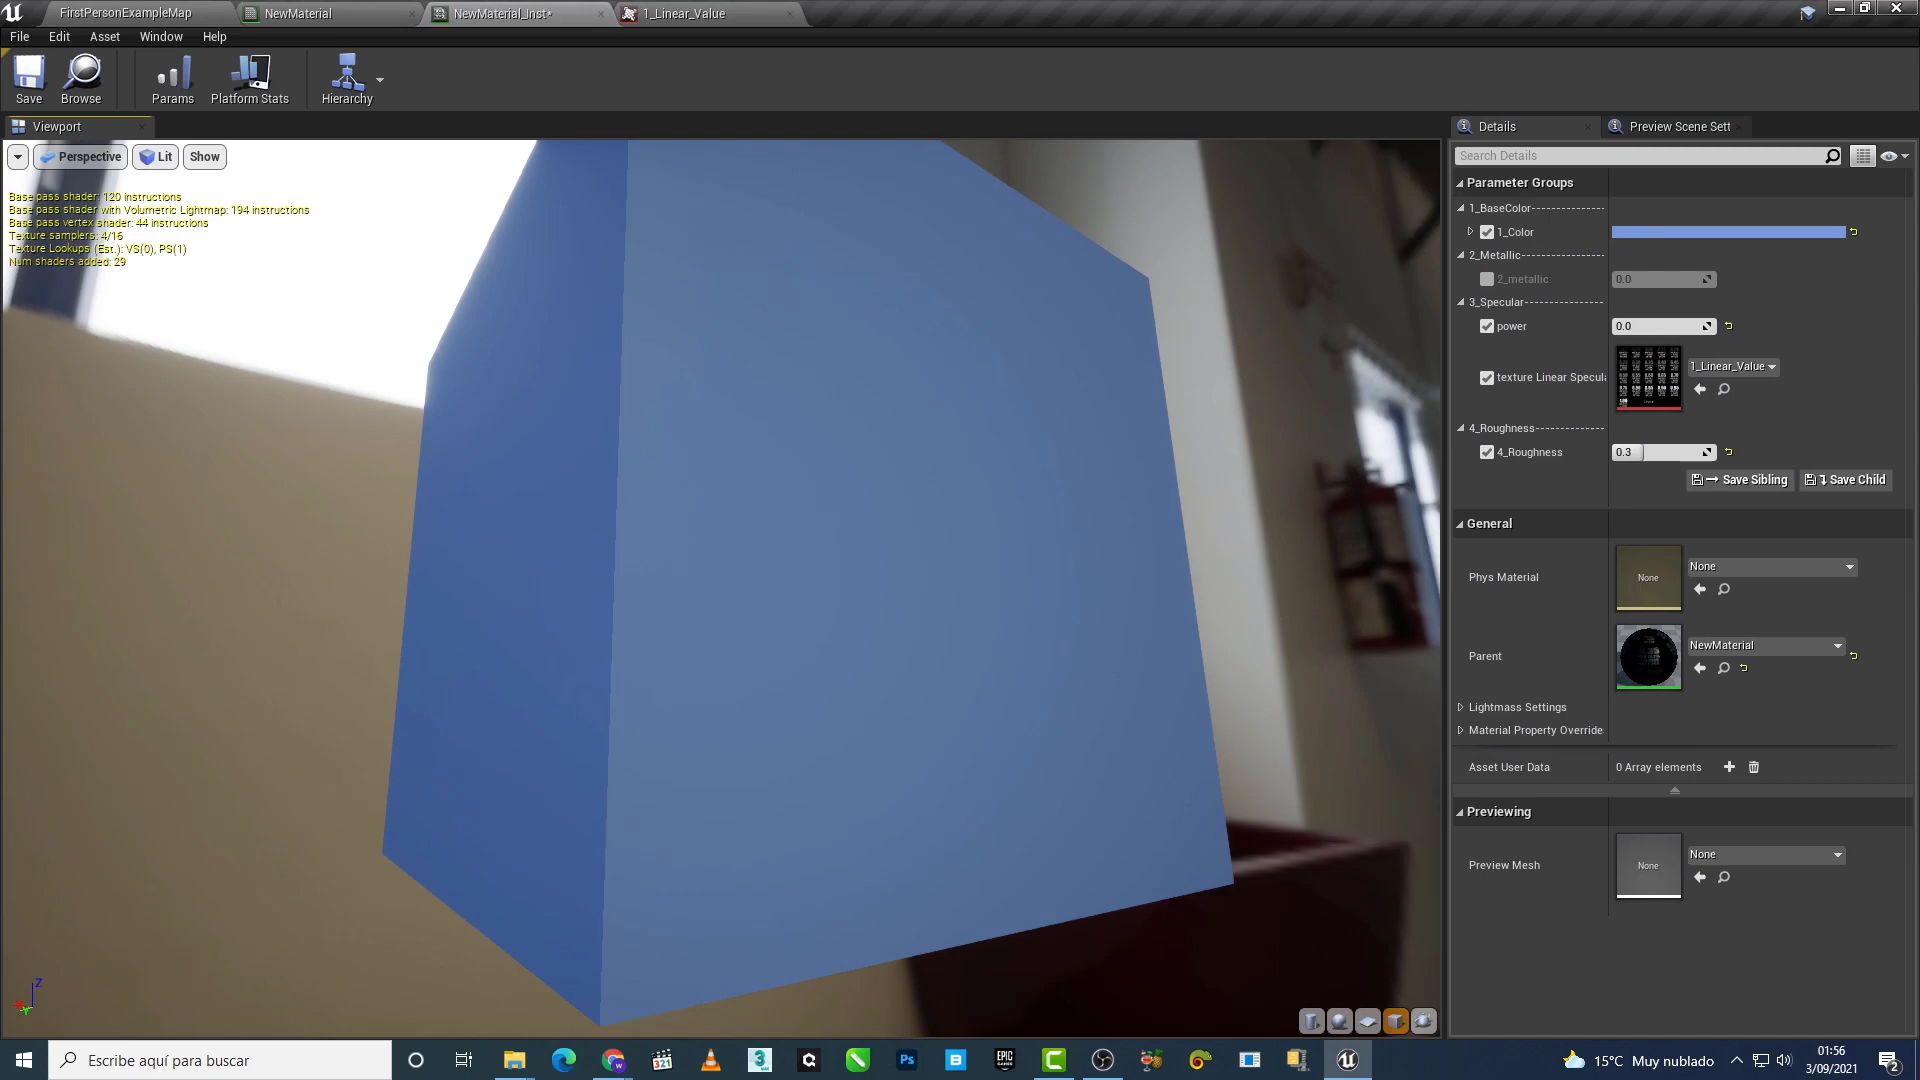 FirstPersonExampleMap
NewMaterial
NewMaterial_Inst*
1_Linear_Value
File
Edit
Asset
Window
Help
Save
Browse
Params
Platform Stats
Hierarchy
Viewport
Perspective
Lit
Show
Base pass shader: 120 instructions
Base pass shader with Volumetric Lightmap: 194 instructions
Base pass vertex shader: 44 instructions
Texture samplers: 4/16
Texture Lookups (Est.): VS(0), PS(1)
Num shaders added: 29
Z
Details
Preview Scene Sett
Search Details
Parameter Groups
1_BaseColor
1_Color
2_Metallic
2_metallic
0.0
3_Specular
power
0.0
texture Linear Specula
1_Linear_Value
4_Roughness
4_Roughness
0.3
Save Sibling
Save Child
General
Phys Material
None
None
Parent
NewMaterial
Lightmass Settings
Material Property Override
Asset User Data
0 Array elements
Previewing
Preview Mesh
None
None
Escribe aquí para buscar
15°C Muy nublado
01:56
3/09/2021
2